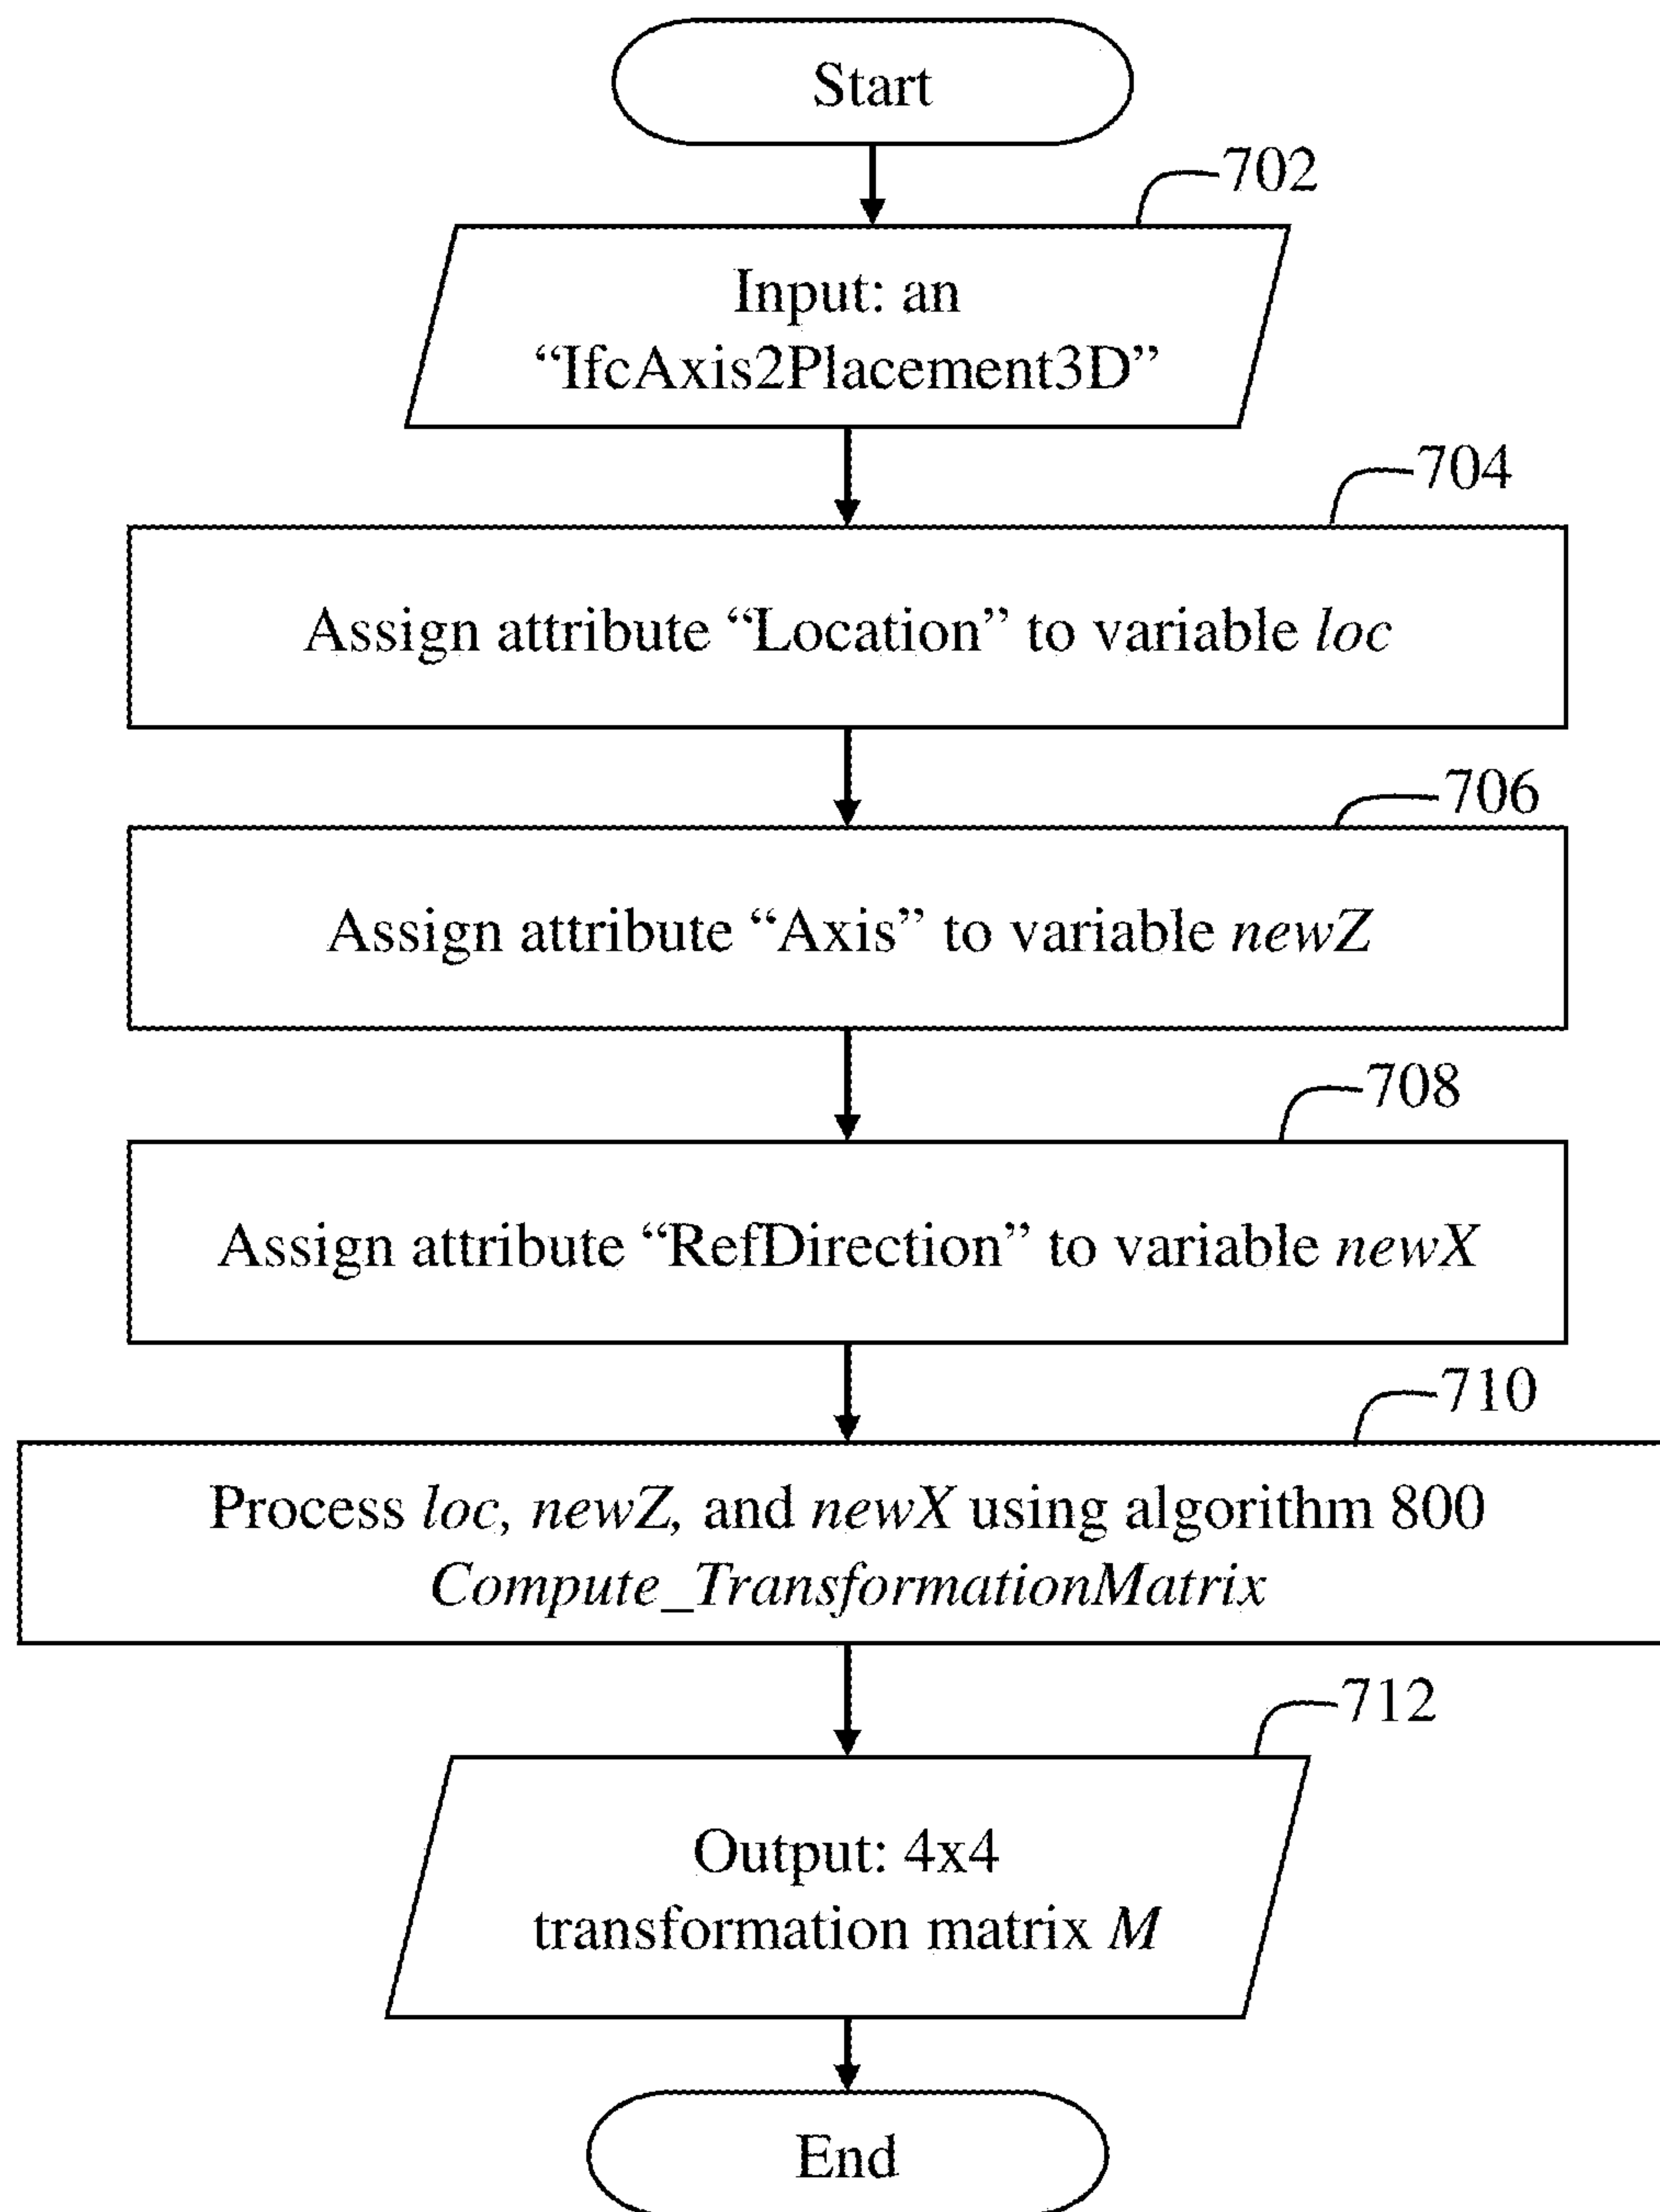 Start
702
Input: an
“IfcAxis2Placement3D”
704
Assign attribute “Location” to variable loc
706
Assign attribute “Axis” to variable newZ
708
Assign attribute “RefDirection” to variable newX
710
Process loc, newZ, and newX using algorithm 800
Compute_TransformationMatrix
712
Output: 4x4
transformation matrix M
End